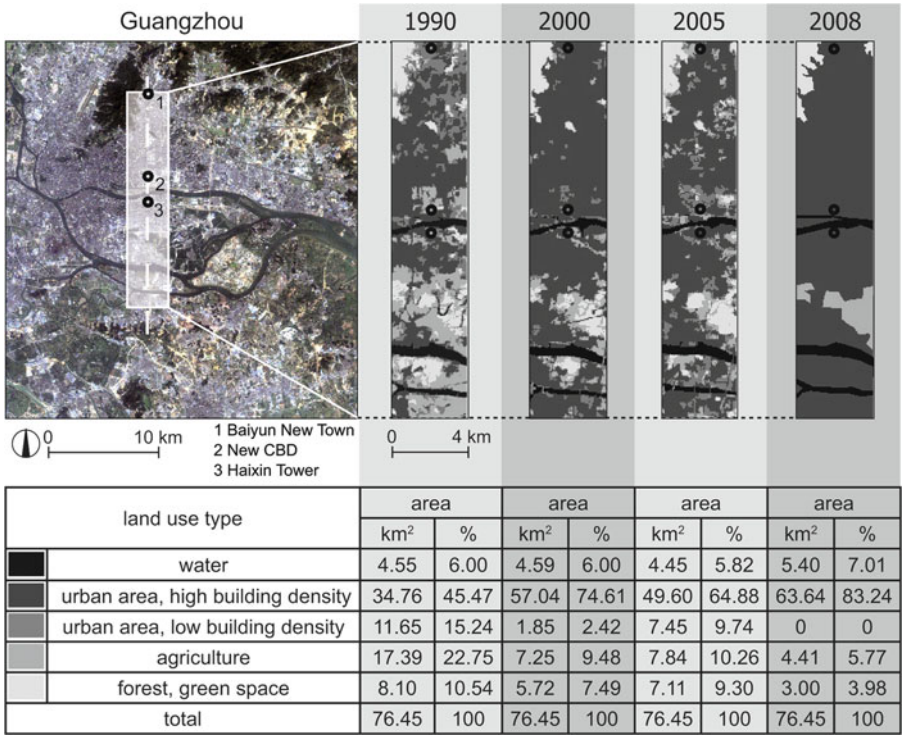 Guangzhou 1990 2000 2005 2008
1
2
3
0 10 km
1 Baiyun New Town
2 New CBD
3 Haixin Tower
0 4 km
land use type area area area area
km² % km² % km² % km² %
water 4.55 6.00 4.59 6.00 4.45 5.82 5.40 7.01
urban area, high building density 34.76 45.47 57.04 74.61 49.60 64.88 63.64 83.24
urban area, low building density 11.65 15.24 1.85 2.42 7.45 9.74 0 0
agriculture 17.39 22.75 7.25 9.48 7.84 10.26 4.41 5.77
forest, green space 8.10 10.54 5.72 7.49 7.11 9.30 3.00 3.98
total 76.45 100 76.45 100 76.45 100 76.45 100